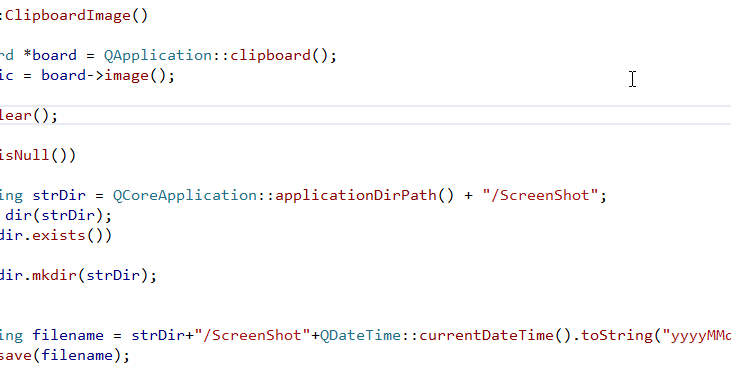 :ClipboardImage()
rd *board = QApplication::clipboard();
ic = board->image();
lear();
isNull())
ing strDir = QCoreApplication::applicationDirPath() + "/ScreenShot";
dir(strDir);
dir.exists())
dir.mkdir(strDir);
ing filename = strDir+"/ScreenShot"+QDateTime::currentDateTime().toString("yyyyMMd
save(filename);